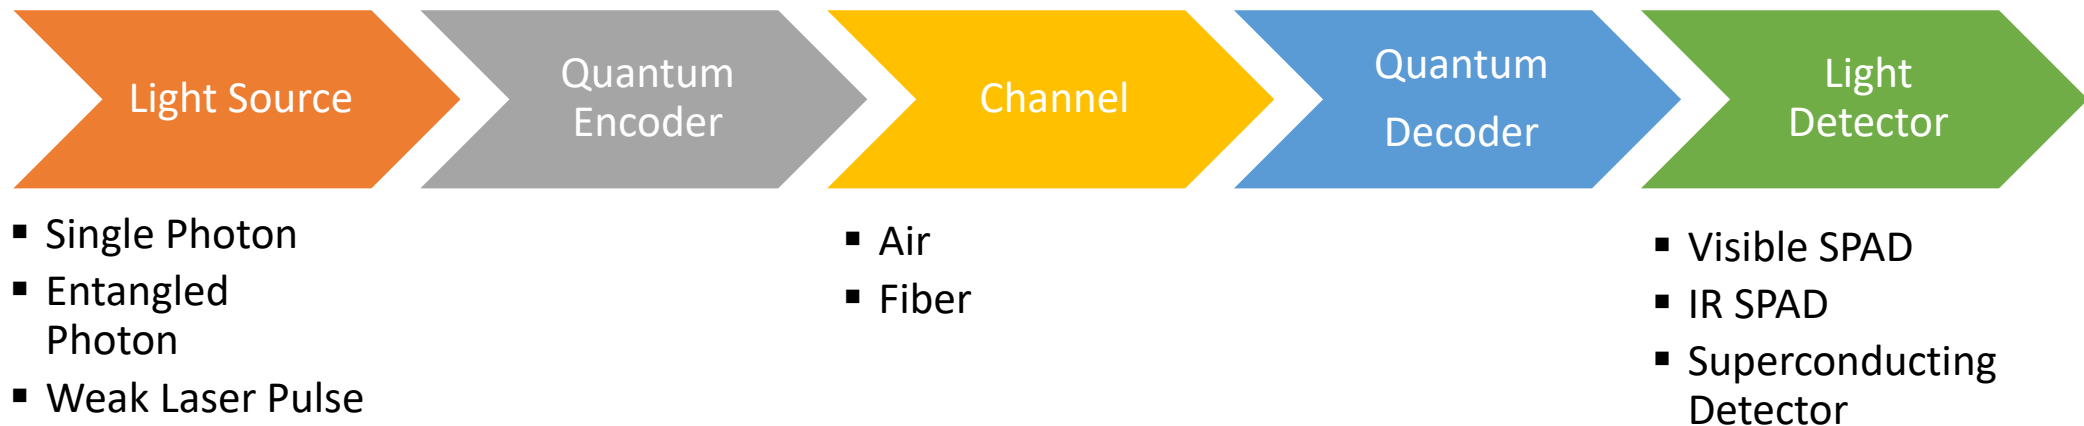 Light Source
Quantum
Encoder
Channel
Quantum
Decoder
Light
Detector
▪ Single Photon
▪ Entangled
Photon
▪ Weak Laser Pulse
▪ Air
▪ Fiber
▪ Visible SPAD
▪ IR SPAD
▪ Superconducting
Detector